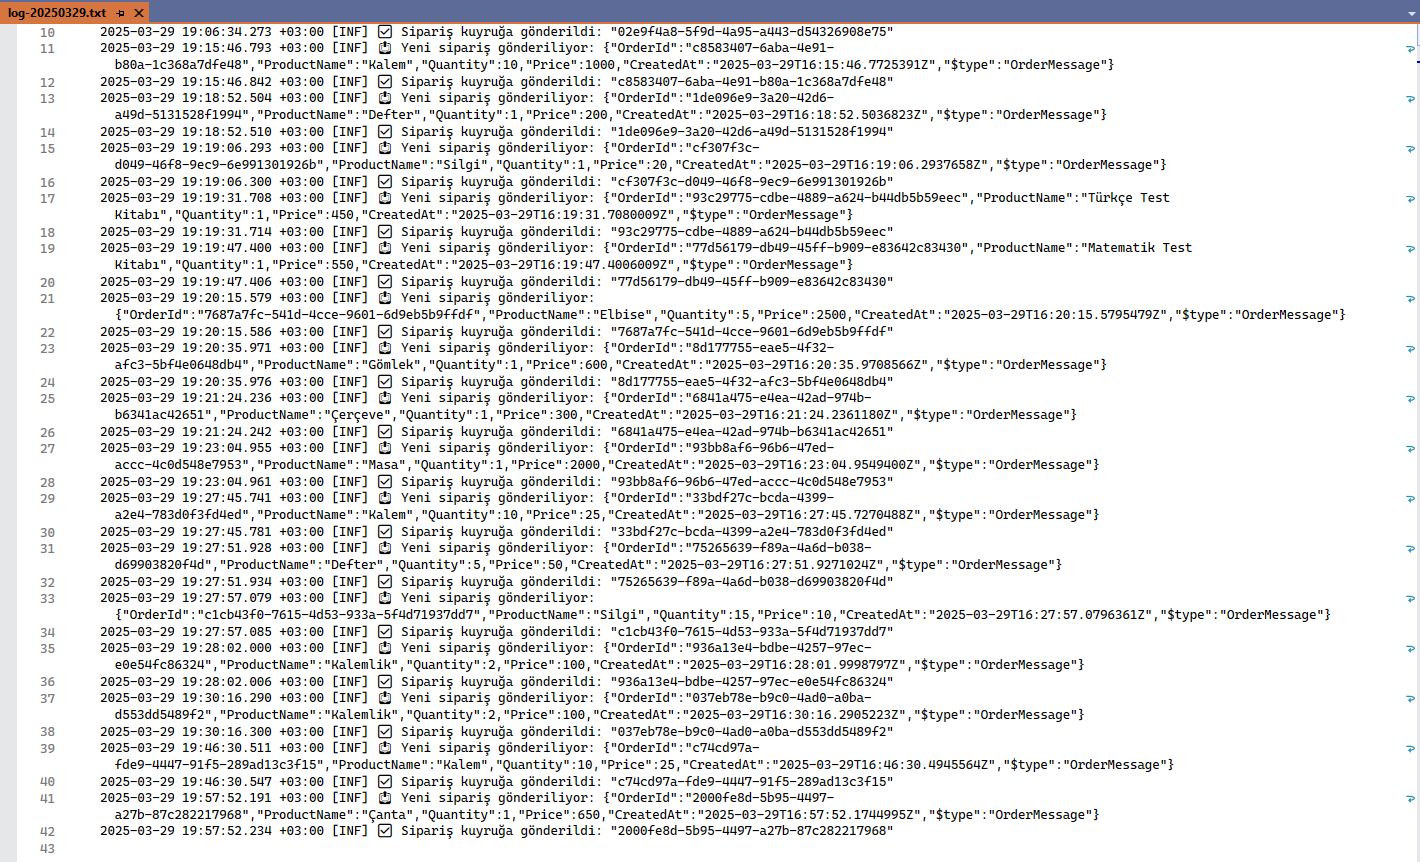 log-20250329.txt
10 2025-03-29 19:06:34.273 +03:00 [INF] ☑ Sipariş kuyruğa gönderildi: "02e9f4a8-5f9d-4a95-a443-d54326908e75"
11 2025-03-29 19:15:46.793 +03:00 [INF] 📥 Yeni sipariş gönderiliyor: {"OrderId":"c8583407-6aba-4e91-
b80a-1c368a7dfe48","ProductName":"Kalem","Quantity":10,"Price":1000,"CreatedAt":"2025-03-29T16:15:46.7725391Z","$type":"OrderMessage"}
12 2025-03-29 19:15:46.842 +03:00 [INF] ☑ Sipariş kuyruğa gönderildi: "c8583407-6aba-4e91-b80a-1c368a7dfe48"
13 2025-03-29 19:18:52.504 +03:00 [INF] 📥 Yeni sipariş gönderiliyor: {"OrderId":"1de096e9-3a20-42d6-
a49d-5131528f1994","ProductName":"Defter","Quantity":1,"Price":200,"CreatedAt":"2025-03-29T16:18:52.5036823Z","$type":"OrderMessage"}
14 2025-03-29 19:18:52.510 +03:00 [INF] ☑ Sipariş kuyruğa gönderildi: "1de096e9-3a20-42d6-a49d-5131528f1994"
15 2025-03-29 19:19:06.293 +03:00 [INF] 📥 Yeni sipariş gönderiliyor: {"OrderId":"cf307f3c-
d049-46f8-9ec9-6e991301926b","ProductName":"Silgi","Quantity":1,"Price":20,"CreatedAt":"2025-03-29T16:19:06.2937658Z","$type":"OrderMessage"}
16 2025-03-29 19:19:06.300 +03:00 [INF] ☑ Sipariş kuyruğa gönderildi: "cf307f3c-d049-46f8-9ec9-6e991301926b"
17 2025-03-29 19:19:31.708 +03:00 [INF] 📥 Yeni sipariş gönderiliyor: {"OrderId":"93c29775-cdbe-4889-a624-b44db5b59eec","ProductName":"Türkçe Test
Kitabı","Quantity":1,"Price":450,"CreatedAt":"2025-03-29T16:19:31.7080009Z","$type":"OrderMessage"}
18 2025-03-29 19:19:31.714 +03:00 [INF] ☑ Sipariş kuyruğa gönderildi: "93c29775-cdbe-4889-a624-b44db5b59eec"
19 2025-03-29 19:19:47.400 +03:00 [INF] 📥 Yeni sipariş gönderiliyor: {"OrderId":"77d56179-db49-45ff-b909-e83642c83430","ProductName":"Matematik Test
Kitabı","Quantity":1,"Price":550,"CreatedAt":"2025-03-29T16:19:47.4006009Z","$type":"OrderMessage"}
20 2025-03-29 19:19:47.406 +03:00 [INF] ☑ Sipariş kuyruğa gönderildi: "77d56179-db49-45ff-b909-e83642c83430"
21 2025-03-29 19:20:15.579 +03:00 [INF] 📥 Yeni sipariş gönderiliyor:
{"OrderId":"7687a7fc-541d-4cce-9601-6d9eb5b9ffdf","ProductName":"Elbise","Quantity":5,"Price":2500,"CreatedAt":"2025-03-29T16:20:15.5795479Z","$type":"OrderMessage"}
22 2025-03-29 19:20:15.586 +03:00 [INF] ☑ Sipariş kuyruğa gönderildi: "7687a7fc-541d-4cce-9601-6d9eb5b9ffdf"
23 2025-03-29 19:20:35.971 +03:00 [INF] 📥 Yeni sipariş gönderiliyor: {"OrderId":"8d177755-eae5-4f32-
afc3-5bf4e0648db4","ProductName":"Gömlek","Quantity":1,"Price":600,"CreatedAt":"2025-03-29T16:20:35.9708566Z","$type":"OrderMessage"}
24 2025-03-29 19:20:35.976 +03:00 [INF] ☑ Sipariş kuyruğa gönderildi: "8d177755-eae5-4f32-afc3-5bf4e0648db4"
25 2025-03-29 19:21:24.236 +03:00 [INF] 📥 Yeni sipariş gönderiliyor: {"OrderId":"6841a475-e4ea-42ad-974b-
b6341ac42651","ProductName":"Çerçeve","Quantity":1,"Price":300,"CreatedAt":"2025-03-29T16:21:24.2361180Z","$type":"OrderMessage"}
26 2025-03-29 19:21:24.242 +03:00 [INF] ☑ Sipariş kuyruğa gönderildi: "6841a475-e4ea-42ad-974b-b6341ac42651"
27 2025-03-29 19:23:04.955 +03:00 [INF] 📥 Yeni sipariş gönderiliyor: {"OrderId":"93bb8af6-96b6-47ed-
accc-4c0d548e7953","ProductName":"Masa","Quantity":1,"Price":2000,"CreatedAt":"2025-03-29T16:23:04.9549400Z","$type":"OrderMessage"}
28 2025-03-29 19:23:04.961 +03:00 [INF] ☑ Sipariş kuyruğa gönderildi: "93bb8af6-96b6-47ed-accc-4c0d548e7953"
29 2025-03-29 19:27:45.741 +03:00 [INF] 📥 Yeni sipariş gönderiliyor: {"OrderId":"33bdf27c-bcda-4399-
a2e4-783d0f3fd4ed","ProductName":"Kalem","Quantity":10,"Price":25,"CreatedAt":"2025-03-29T16:27:45.7270488Z","$type":"OrderMessage"}
30 2025-03-29 19:27:45.781 +03:00 [INF] ☑ Sipariş kuyruğa gönderildi: "33bdf27c-bcda-4399-a2e4-783d0f3fd4ed"
31 2025-03-29 19:27:51.928 +03:00 [INF] 📥 Yeni sipariş gönderiliyor: {"OrderId":"75265639-f89a-4a6d-b038-
d69903820f4d","ProductName":"Defter","Quantity":5,"Price":50,"CreatedAt":"2025-03-29T16:27:51.9271024Z","$type":"OrderMessage"}
32 2025-03-29 19:27:51.934 +03:00 [INF] ☑ Sipariş kuyruğa gönderildi: "75265639-f89a-4a6d-b038-d69903820f4d"
33 2025-03-29 19:27:57.079 +03:00 [INF] 📥 Yeni sipariş gönderiliyor:
{"OrderId":"c1cb43f0-7615-4d53-933a-5f4d71937dd7","ProductName":"Silgi","Quantity":15,"Price":10,"CreatedAt":"2025-03-29T16:27:57.0796361Z","$type":"OrderMessage"}
34 2025-03-29 19:27:57.085 +03:00 [INF] ☑ Sipariş kuyruğa gönderildi: "c1cb43f0-7615-4d53-933a-5f4d71937dd7"
35 2025-03-29 19:28:02.000 +03:00 [INF] 📥 Yeni sipariş gönderiliyor: {"OrderId":"936a13e4-bdbe-4257-97ec-
e0e54fc86324","ProductName":"Kalemlik","Quantity":2,"Price":100,"CreatedAt":"2025-03-29T16:28:01.9998797Z","$type":"OrderMessage"}
36 2025-03-29 19:28:02.006 +03:00 [INF] ☑ Sipariş kuyruğa gönderildi: "936a13e4-bdbe-4257-97ec-e0e54fc86324"
37 2025-03-29 19:30:16.290 +03:00 [INF] 📥 Yeni sipariş gönderiliyor: {"OrderId":"037eb78e-b9c0-4ad0-a0ba-
d553dd5489f2","ProductName":"Kalemlik","Quantity":2,"Price":100,"CreatedAt":"2025-03-29T16:30:16.2905223Z","$type":"OrderMessage"}
38 2025-03-29 19:30:16.300 +03:00 [INF] ☑ Sipariş kuyruğa gönderildi: "037eb78e-b9c0-4ad0-a0ba-d553dd5489f2"
39 2025-03-29 19:46:30.511 +03:00 [INF] 📥 Yeni sipariş gönderiliyor: {"OrderId":"c74cd97a-
fde9-4447-91f5-289ad13c3f15","ProductName":"Kalem","Quantity":10,"Price":25,"CreatedAt":"2025-03-29T16:46:30.4945564Z","$type":"OrderMessage"}
40 2025-03-29 19:46:30.547 +03:00 [INF] ☑ Sipariş kuyruğa gönderildi: "c74cd97a-fde9-4447-91f5-289ad13c3f15"
41 2025-03-29 19:57:52.191 +03:00 [INF] 📥 Yeni sipariş gönderiliyor: {"OrderId":"2000fe8d-5b95-4497-
a27b-87c282217968","ProductName":"Çanta","Quantity":1,"Price":650,"CreatedAt":"2025-03-29T16:57:52.1744995Z","$type":"OrderMessage"}
42 2025-03-29 19:57:52.234 +03:00 [INF] ☑ Sipariş kuyruğa gönderildi: "2000fe8d-5b95-4497-a27b-87c282217968"
43